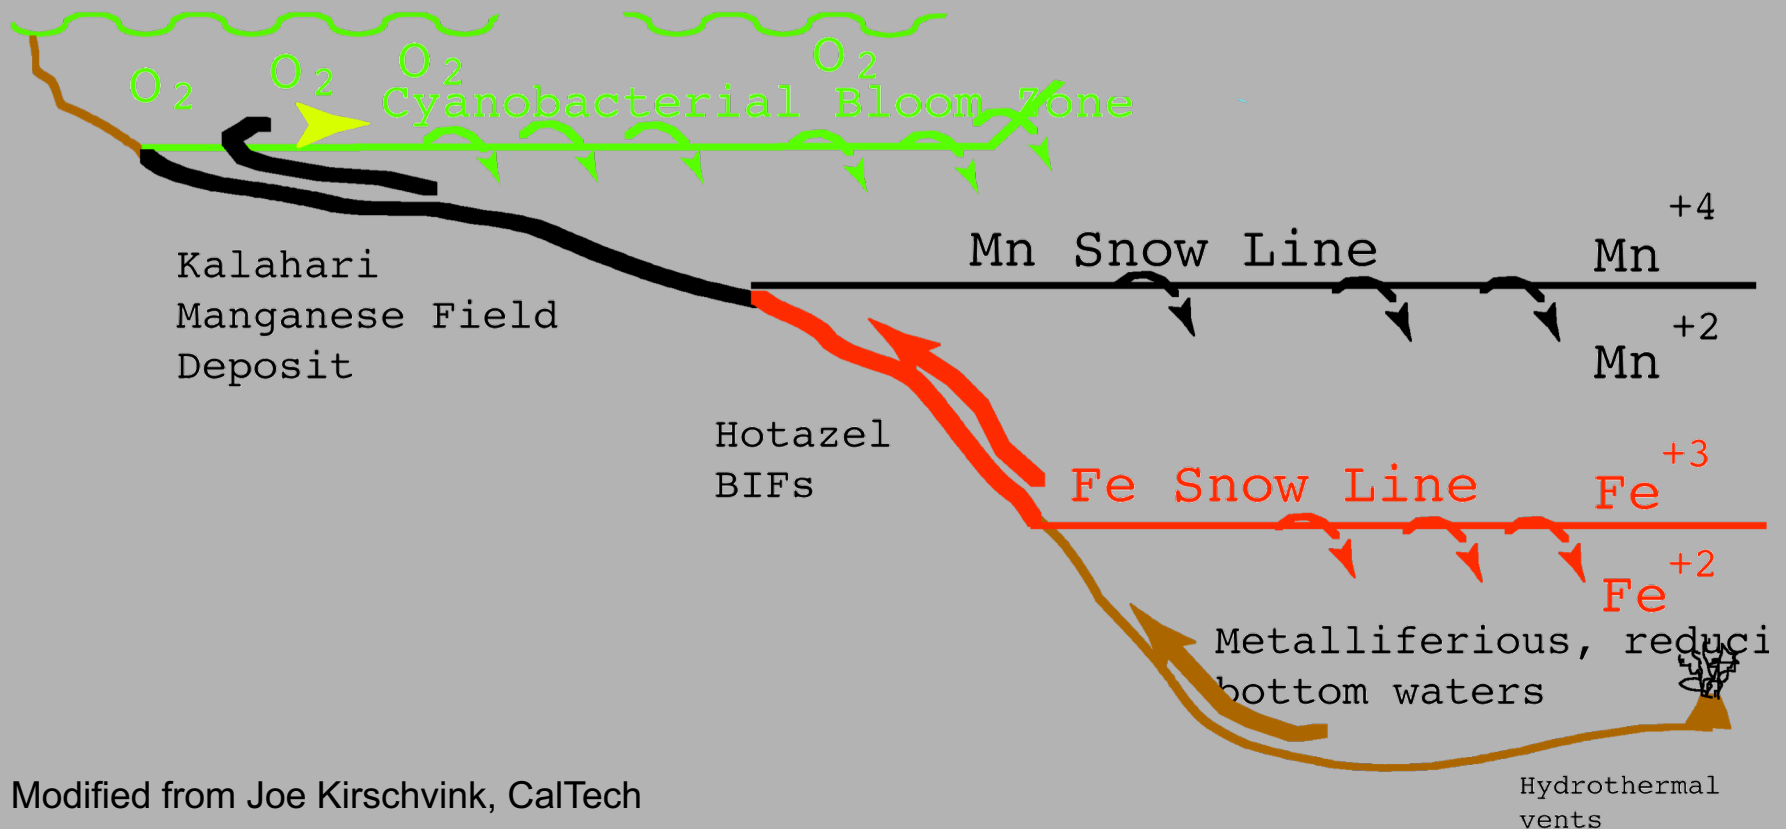 O2 O2 O2 O2
Cyanobacterial Bloom Zone
Mn Snow Line Mn+4
Mn+2
Kalahari
Manganese Field
Deposit
Hotazel
BIFs
Fe Snow Line Fe+3
Fe+2
Metalliferious, reduci
bottom waters
Hydrothermal
vents
Modified from Joe Kirschvink, CalTech